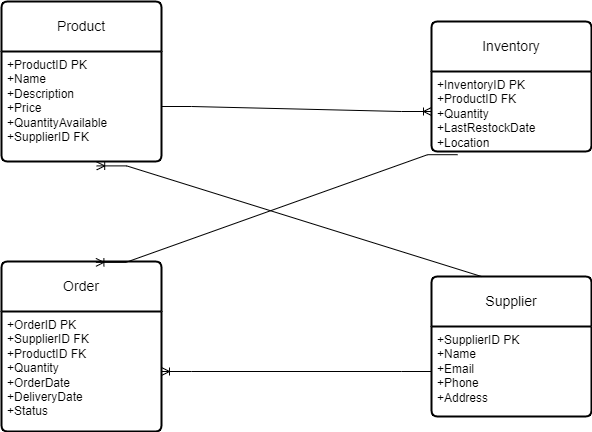 Product
+ProductID PK
+Name
+Description
+Price
+QuantityAvailable
+SupplierID FK
Inventory
+InventoryID PK
+ProductID FK
+Quantity
+LastRestockDate
+Location
Order
+OrderID PK
+SupplierID FK
+ProductID FK
+Quantity
+OrderDate
+DeliveryDate
+Status
Supplier
+SupplierID PK
+Name
+Email
+Phone
+Address